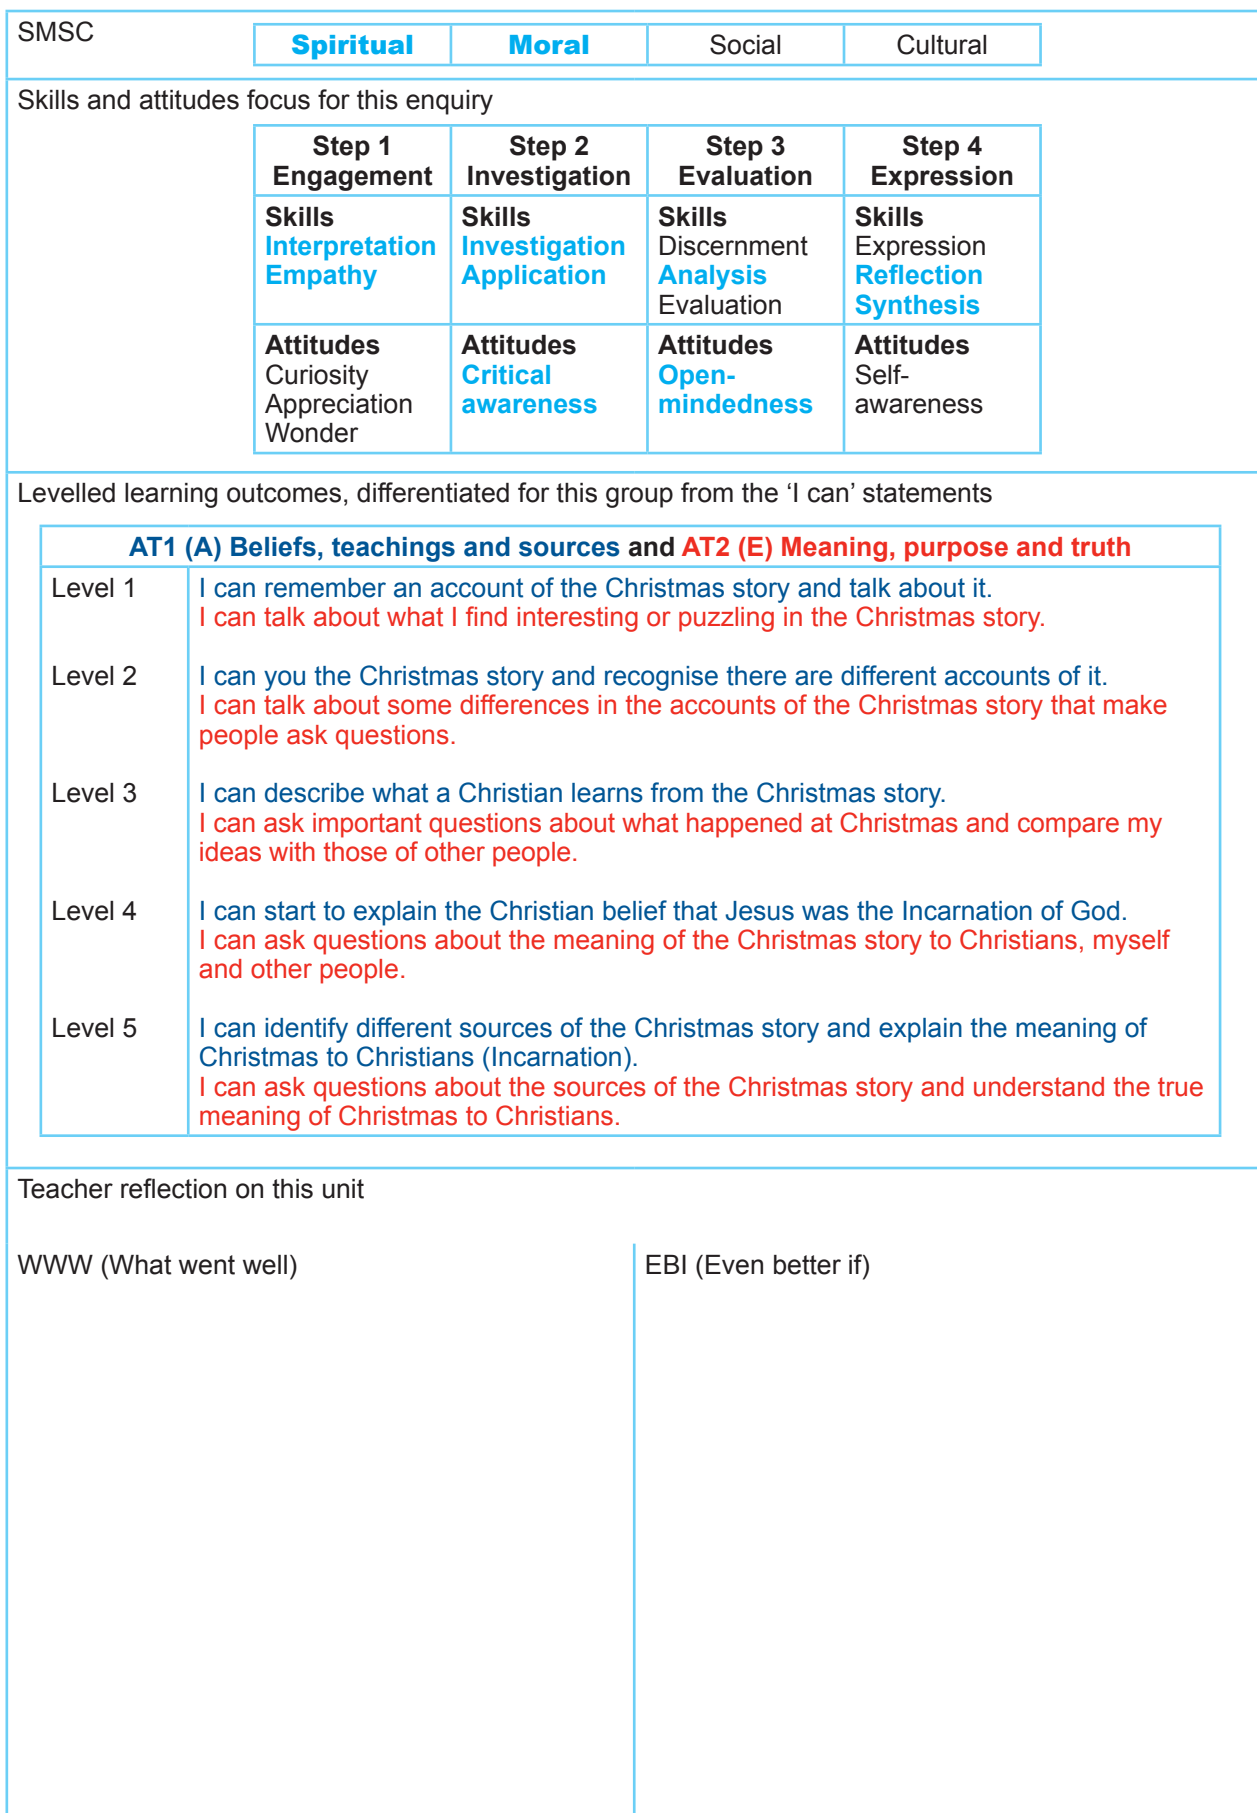 SMSC
Spiritual Moral Social Cultural
Skills and attitudes focus for this enquiry
Step 1 Step 2 Step 3 Step 4
Engagement Investigation Evaluation Expression
Skills Skills Skills Skills
Interpretation Investigation Discernment Expression
Empathy Application Analysis Reflection
Evaluation Synthesis
Attitudes Attitudes Attitudes Attitudes
Curiosity Critical Open- Self-
Appreciation awareness mindedness awareness
Wonder
Levelled learning outcomes, differentiated for this group from the ‘I can’ statements
AT1 (A) Beliefs, teachings and sources and AT2 (E) Meaning, purpose and truth
Level 1 I can remember an account of the Christmas story and talk about it.
I can talk about what I find interesting or puzzling in the Christmas story.
Level 2 I can you the Christmas story and recognise there are different accounts of it.
I can talk about some differences in the accounts of the Christmas story that make
people ask questions.
Level 3 I can describe what a Christian learns from the Christmas story.
I can ask important questions about what happened at Christmas and compare my
ideas with those of other people.
Level 4 I can start to explain the Christian belief that Jesus was the Incarnation of God.
I can ask questions about the meaning of the Christmas story to Christians, myself
and other people.
Level 5 I can identify different sources of the Christmas story and explain the meaning of
Christmas to Christians (Incarnation).
I can ask questions about the sources of the Christmas story and understand the true
meaning of Christmas to Christians.
Teacher reflection on this unit
WWW (What went well) EBI (Even better if)